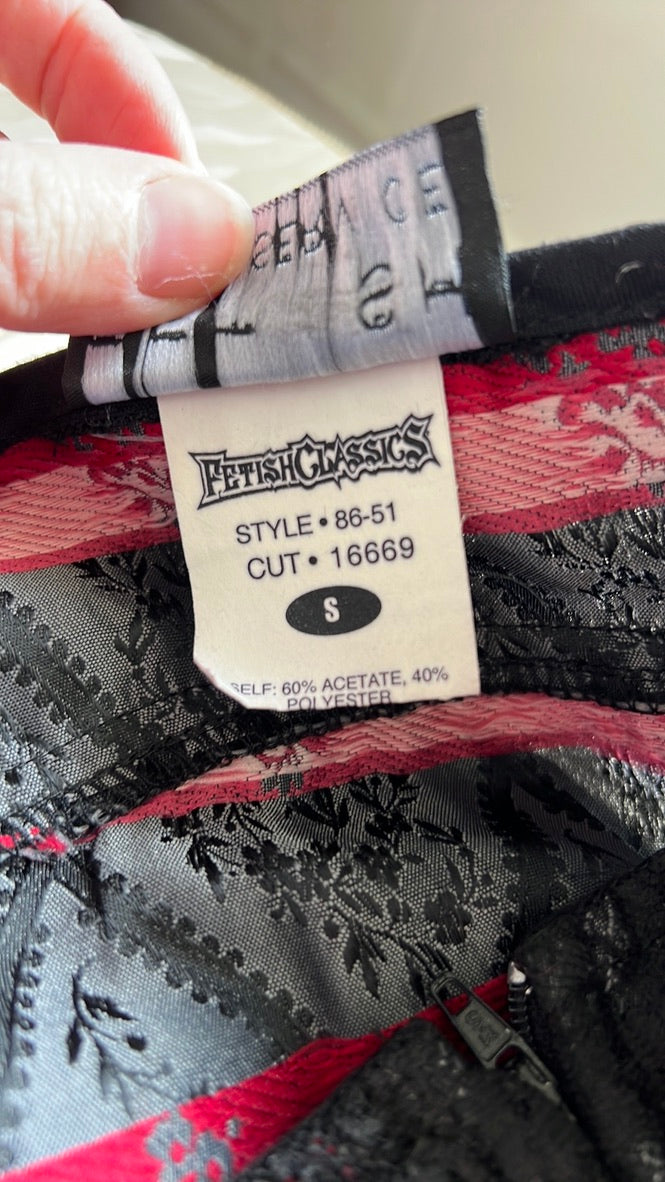 FETISHCLASSICS
STYLE • 86-51
CUT • 16669
S
SELF: 60% ACETATE, 40%
POLYESTER